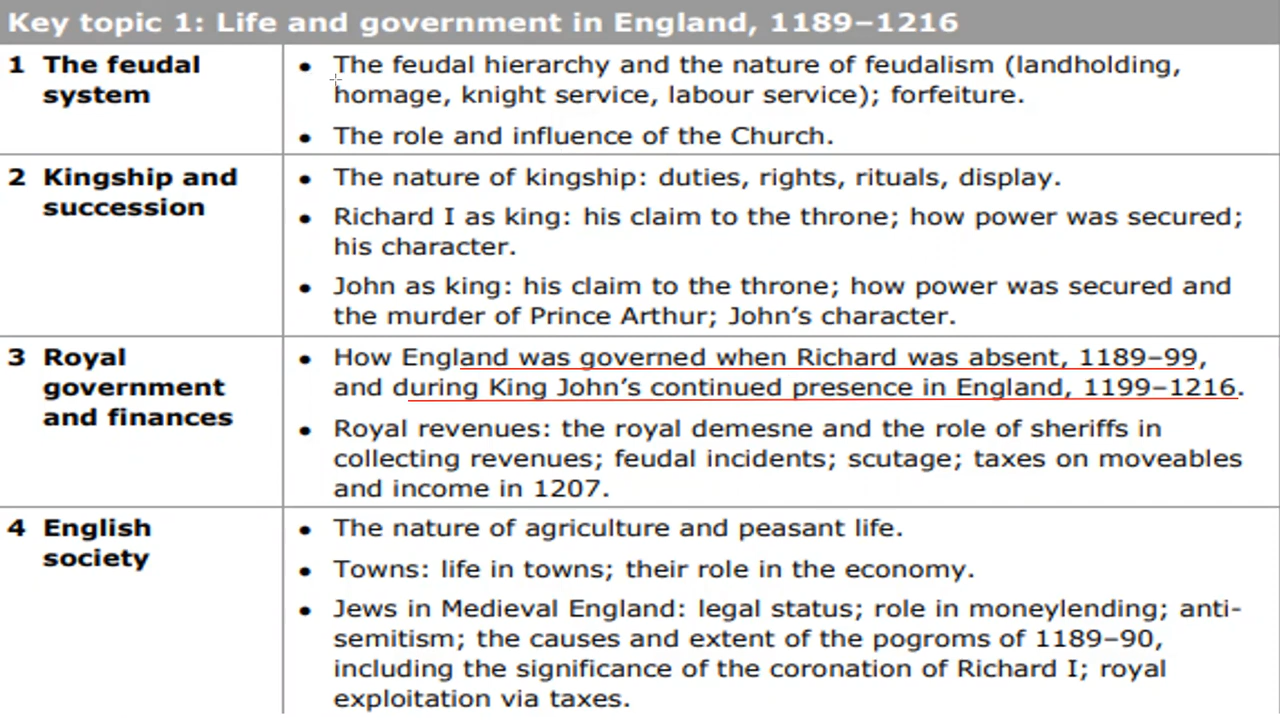 Key topic 1: Life and government in England, 1189–1216
1 The feudal
system
• The feudal hierarchy and the nature of feudalism (landholding,
homage, knight service, labour service); forfeiture.
• The role and influence of the Church.
2 Kingship and
succession
• The nature of kingship: duties, rights, rituals, display.
• Richard I as king: his claim to the throne; how power was secured;
his character.
• John as king: his claim to the throne; how power was secured and
the murder of Prince Arthur; John’s character.
3 Royal
government
and finances
• How England was governed when Richard was absent, 1189–99,
and during King John’s continued presence in England, 1199–1216.
• Royal revenues: the royal demesne and the role of sheriffs in
collecting revenues; feudal incidents; scutage; taxes on moveables
and income in 1207.
4 English
society
• The nature of agriculture and peasant life.
• Towns: life in towns; their role in the economy.
• Jews in Medieval England: legal status; role in moneylending; anti-
semitism; the causes and extent of the pogroms of 1189–90,
including the significance of the coronation of Richard I; royal
exploitation via taxes.